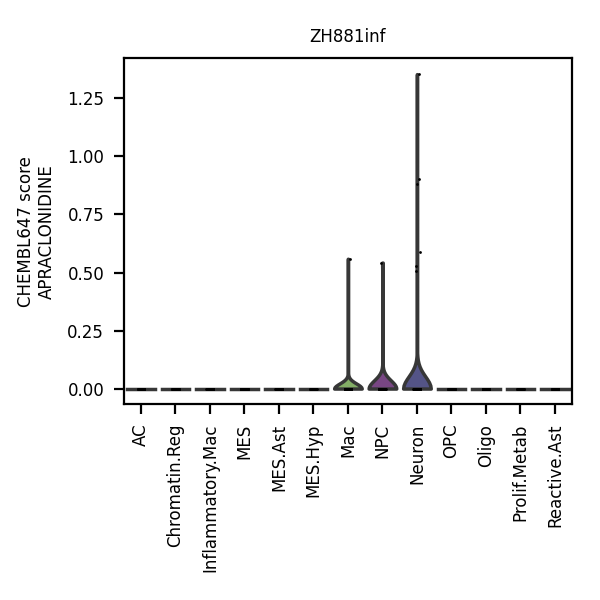 ZH881inf
CHEMBL647 score
APRACLONIDINE
1.25
1.00
0.75
0.50
0.25
0.00
AC
Chromatin.Reg
Inflammatory.Mac
MES
MES.Ast
MES.Hyp
Mac
NPC
Neuron
OPC
Oligo
Prolif.Metab
Reactive.Ast